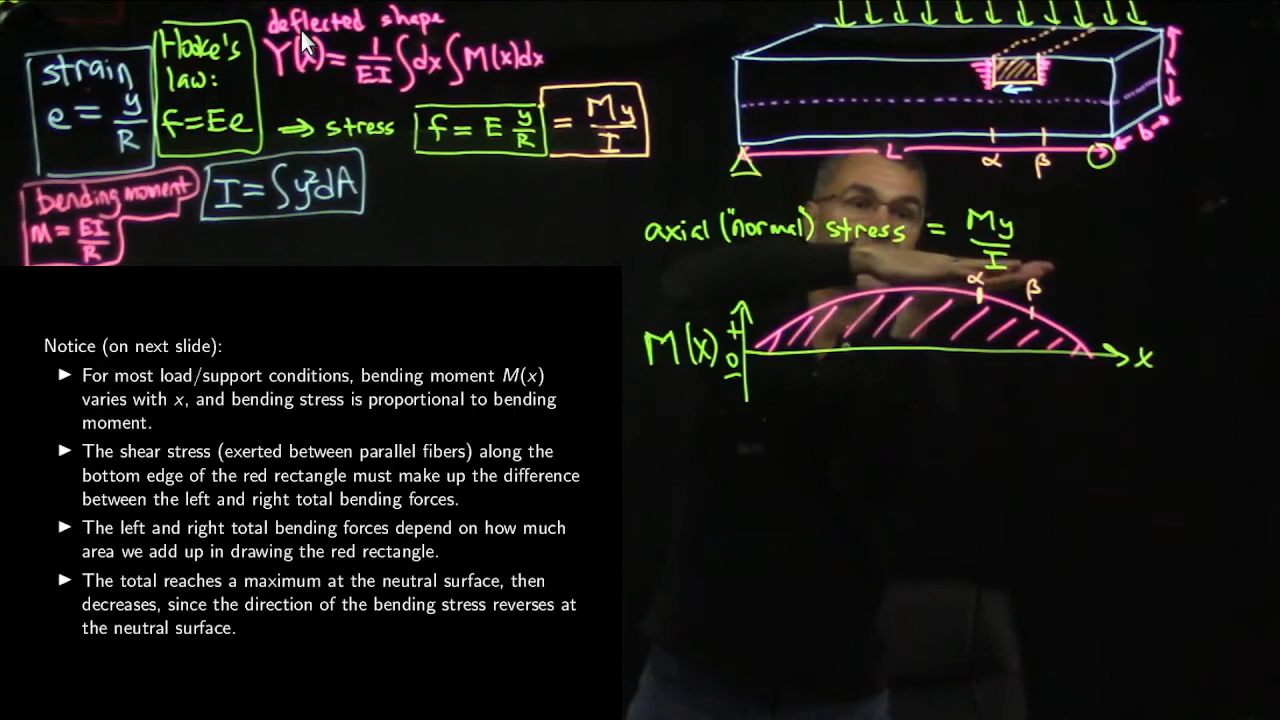 deflected shape
Y(x) = 1/EI ∫dx ∫M(x)dx
strain
e = y/R
Hooke's
law:
f=Ee
⇒ stress
f = E y/R
= My/I
bending moment
M = EI/R
I = ∫y²dA
L
α
β
h
b
axial ("normal") stress = My/I
α
β
M(x)
+
0
−
x
Notice (on next slide):
▶ For most load/support conditions, bending moment M(x)
varies with x, and bending stress is proportional to bending
moment.
▶ The shear stress (exerted between parallel fibers) along the
bottom edge of the red rectangle must make up the difference
between the left and right total bending forces.
▶ The left and right total bending forces depend on how much
area we add up in drawing the red rectangle.
▶ The total reaches a maximum at the neutral surface, then
decreases, since the direction of the bending stress reverses at
the neutral surface.